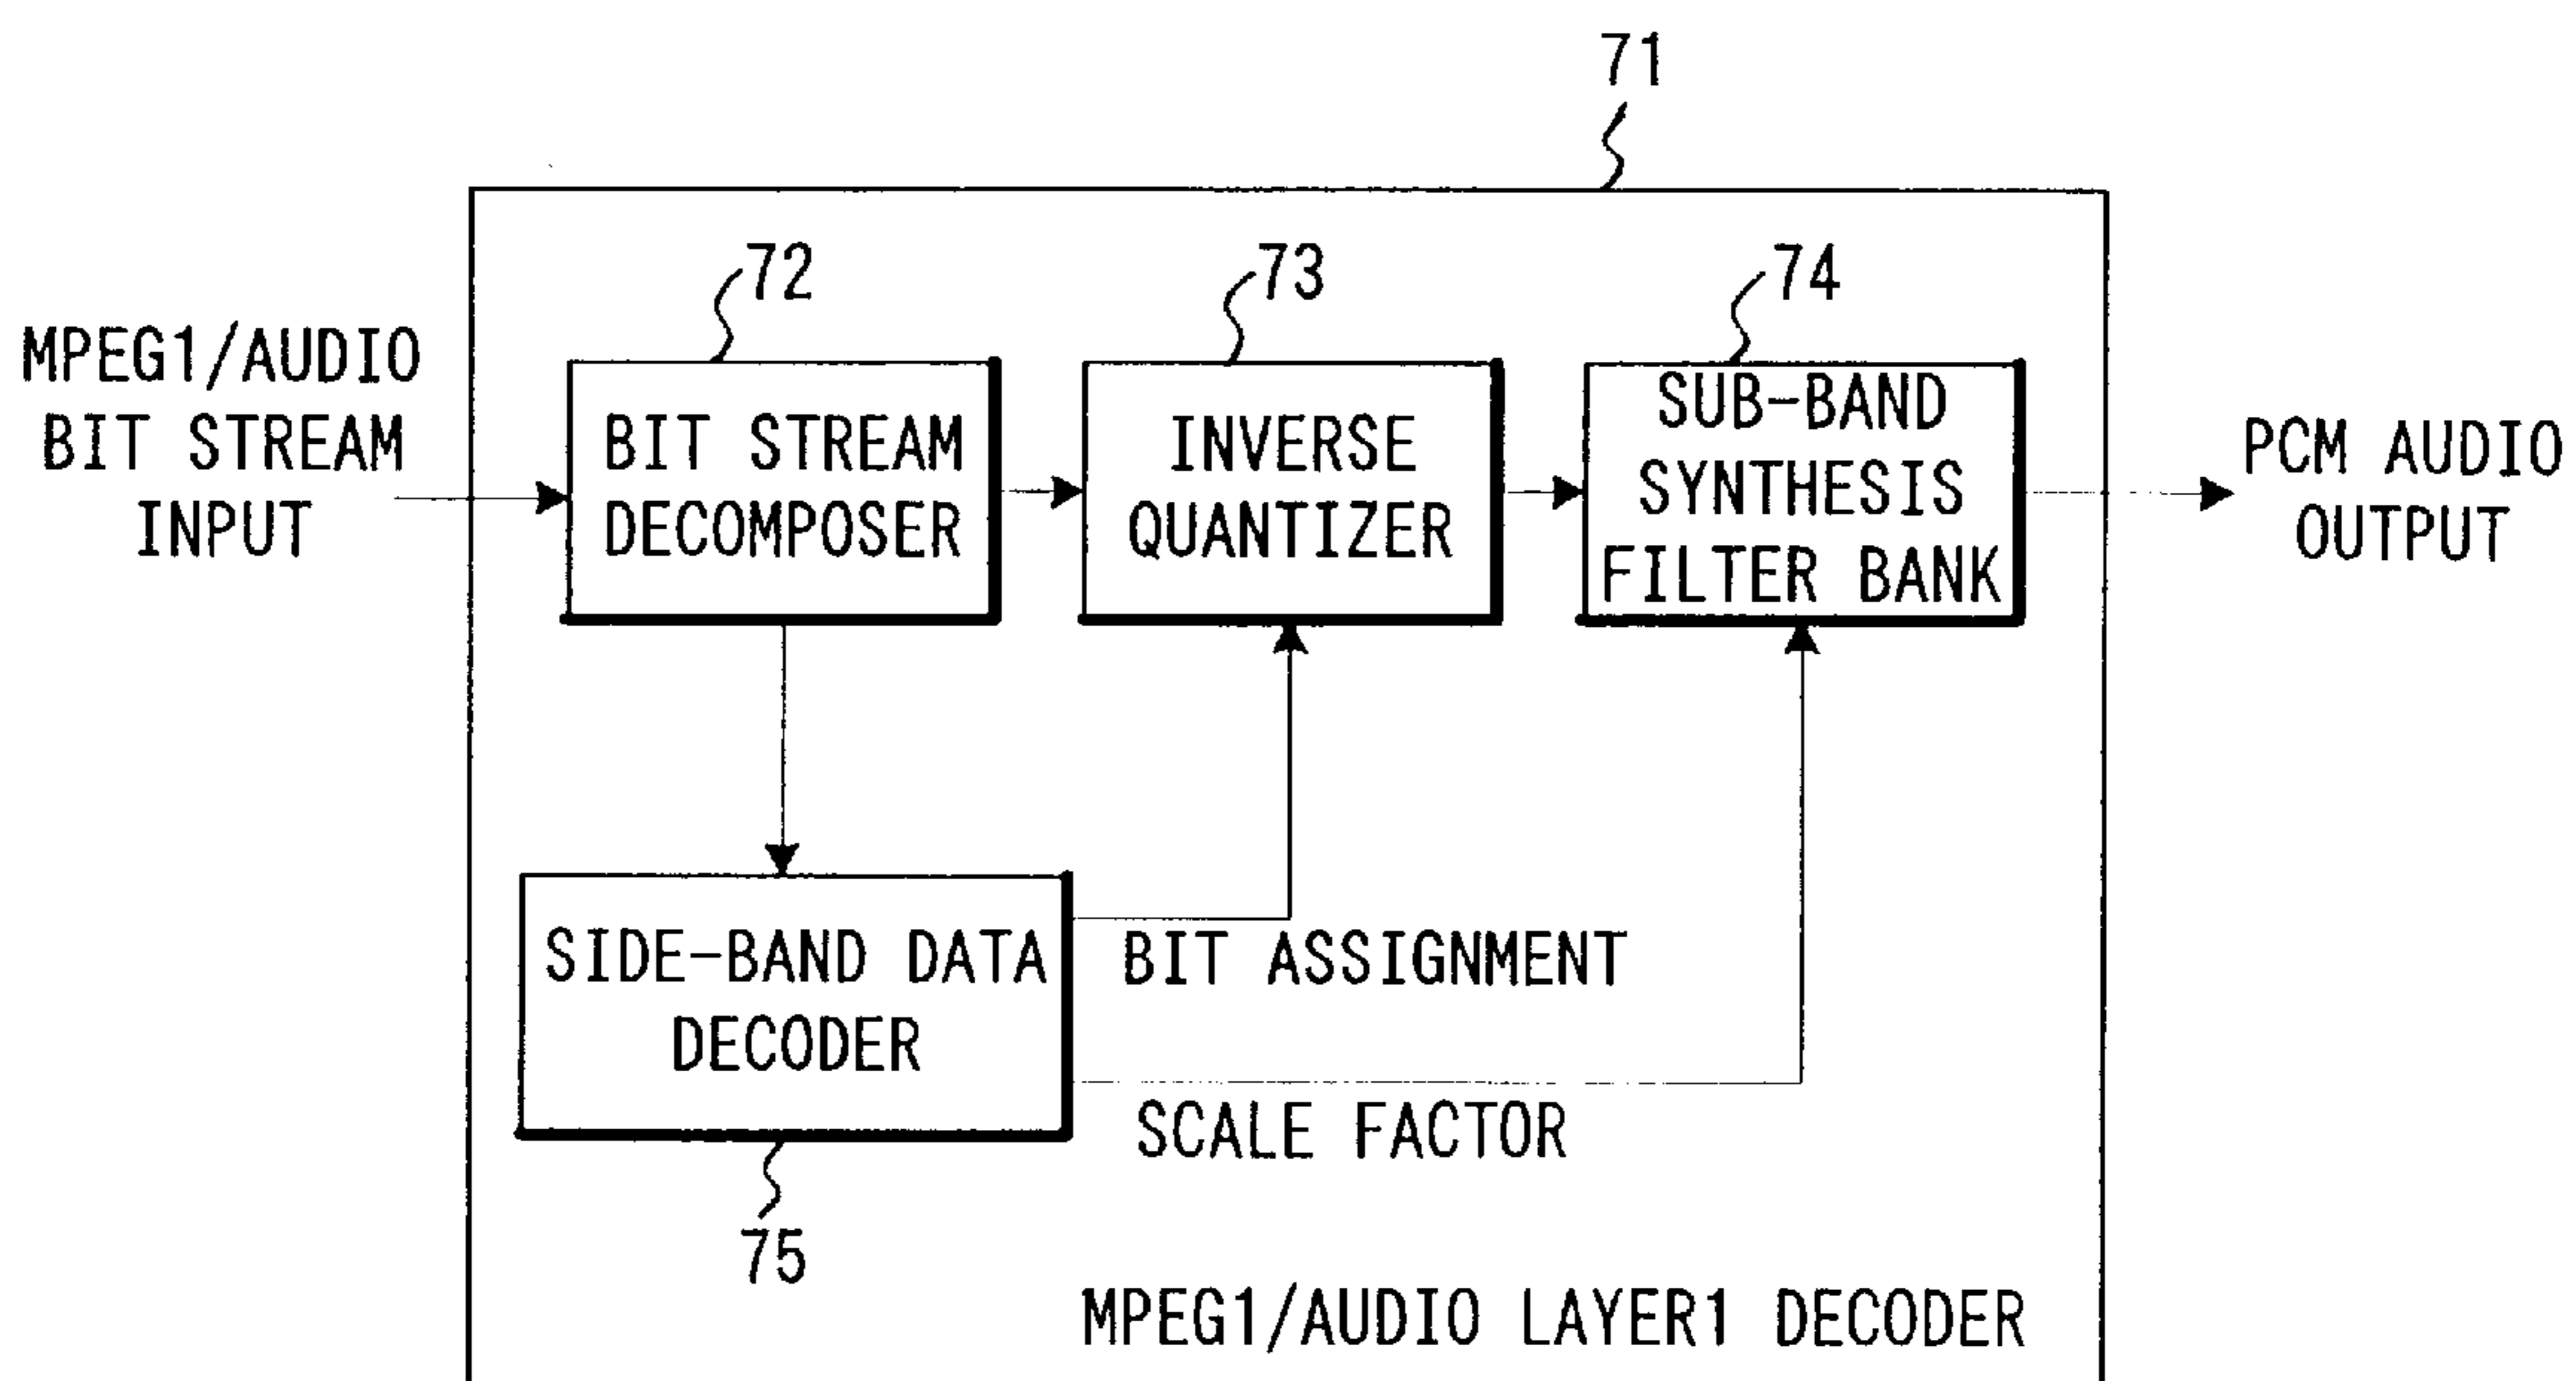 71
72
73
74
MPEG1/AUDIO
BIT STREAM
INPUT
BIT STREAM
DECOMPOSER
INVERSE
QUANTIZER
SUB-BAND
SYNTHESIS
FILTER BANK
PCM AUDIO
OUTPUT
SIDE-BAND DATA
DECODER
BIT ASSIGNMENT
SCALE FACTOR
75
MPEG1/AUDIO LAYER1 DECODER